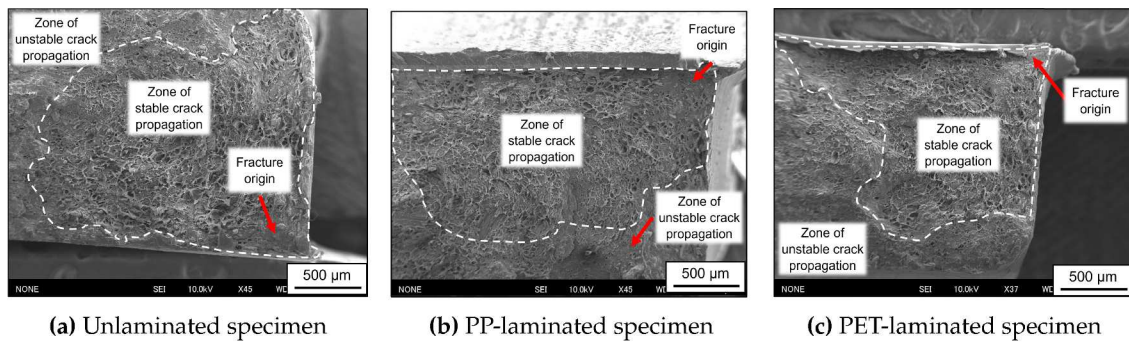 Zone of
unstable crack
propagation
Zone of
stable crack
propagation
Fracture
origin
500 µm
NONE SEI 10.0kV X45 WD
(a) Unlaminated specimen
Fracture
origin
Zone of
stable crack
propagation
Zone of
unstable crack
propagation
500 µm
NONE SEI 10.0kV X45 WD
(b) PP-laminated specimen
Fracture
origin
Zone of
stable crack
propagation
Zone of
unstable crack
propagation
500 µm
NONE SEI 10.0kV X37 WD
(c) PET-laminated specimen